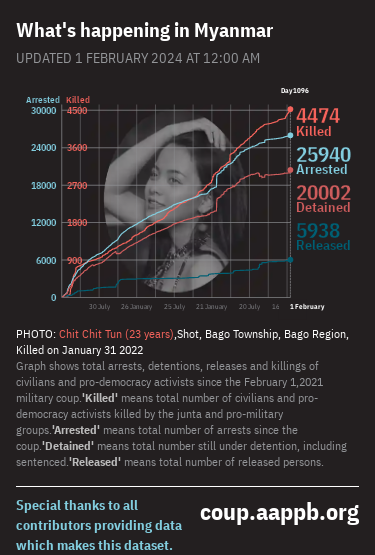 What's happening in Myanmar
UPDATED 1 FEBRUARY 2024 AT 12:00 AM
Day1096
Arrested Killed
30000 4500
24000 3600
18000 2700
12000 1800
6000 900
0
4474
Killed
25940
Arrested
20002
Detained
5938
Released
30 July 26 January 25 July 21 January 20 July 16 1 February
PHOTO: Chit Chit Tun (23 years),Shot, Bago Township, Bago Region,
Killed on January 31 2022
Graph shows total arrests, detentions, releases and killings of
civilians and pro-democracy activists since the February 1,2021
military coup.'Killed' means total number of civilians and pro-
democracy activists killed by the junta and pro-military
groups.'Arrested' means total number of arrests since the
coup.'Detained' means total number still under detention, including
sentenced.'Released' means total number of released persons.
Special thanks to all
contributors providing data
which makes this dataset.
coup.aappb.org